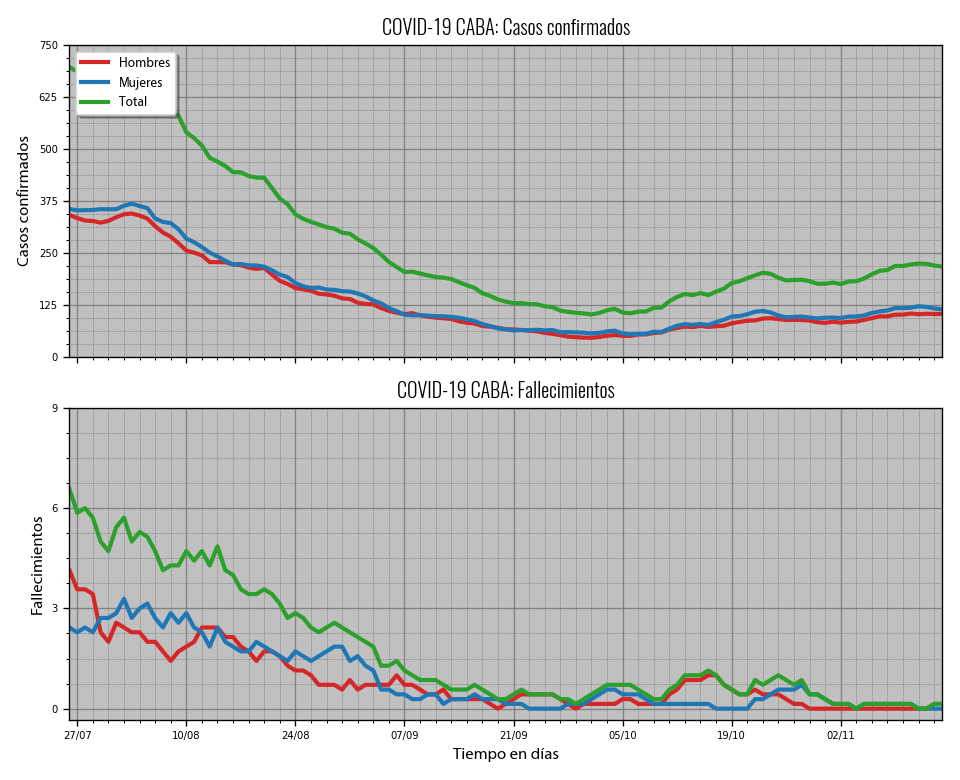 COVID-19 CABA: Casos confirmados
750
625
500
375
250
125
0
Casos confirmados
Hombres
Mujeres
Total
COVID-19 CABA: Fallecimientos
9
6
3
0
Fallecimientos
27/07 10/08 24/08 07/09 21/09 05/10 19/10 02/11
Tiempo en días